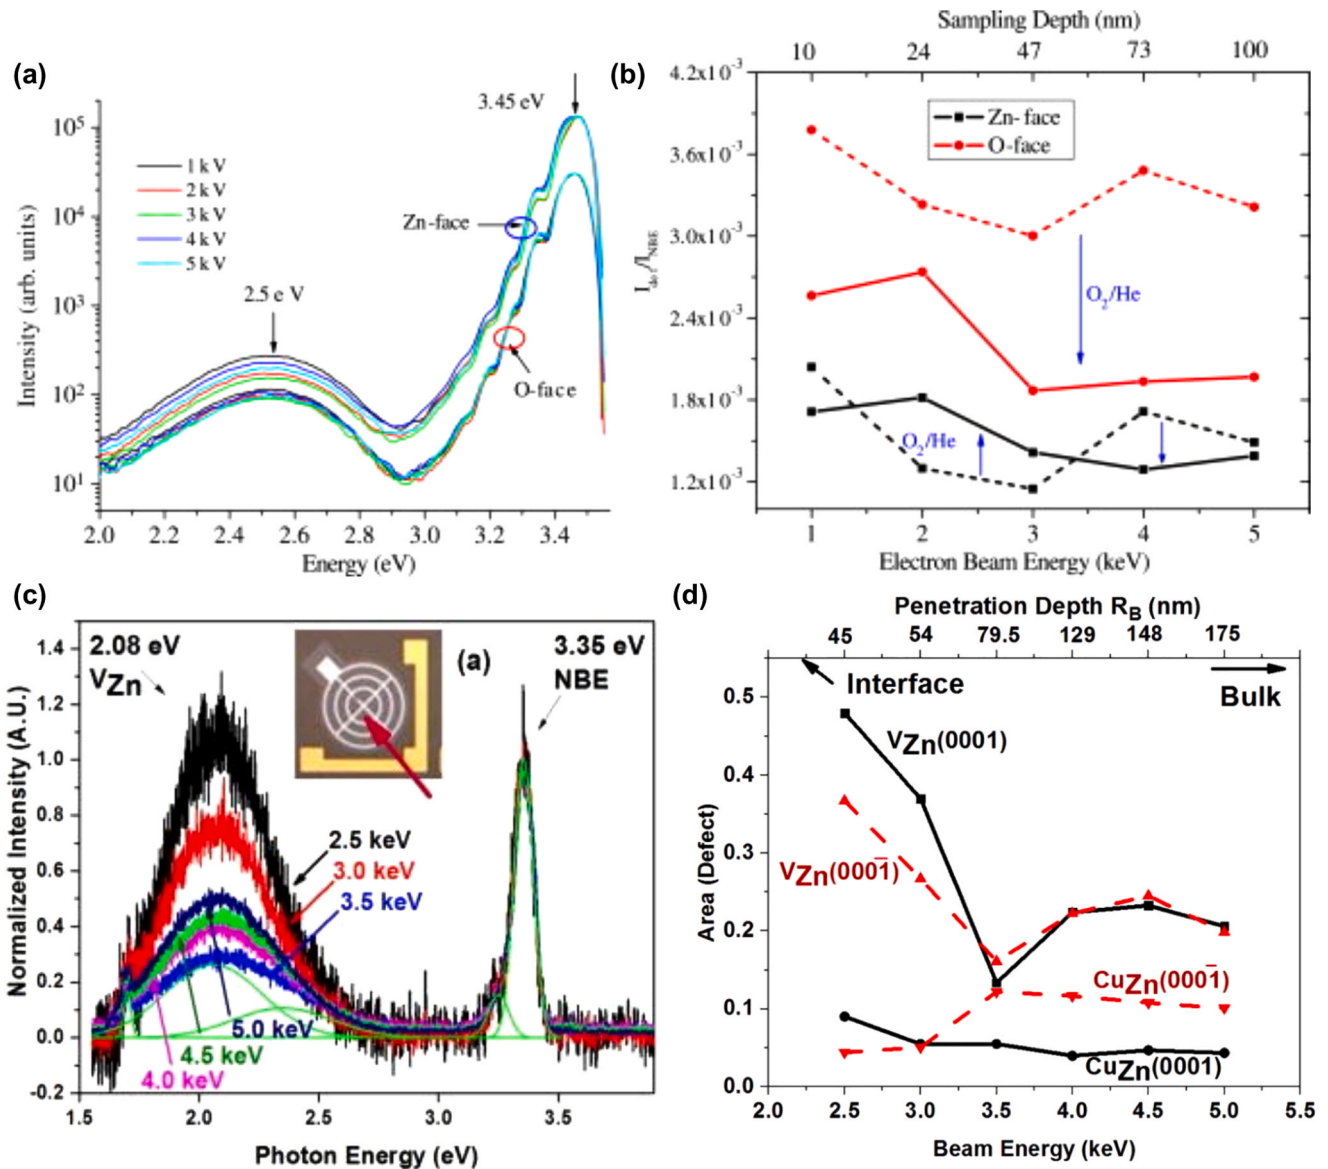 (a)
3.45 eV
10⁵
10⁴
10³
10²
10¹
Intensity (arb. units)
1 kV
2 kV
3 kV
4 kV
5 kV
Zn-face
2.5 e V
O-face
2.0 2.2 2.4 2.6 2.8 3.0 3.2 3.4
Energy (eV)
(b)
Sampling Depth (nm)
10 24 47 73 100
4.2x10⁻³
3.6x10⁻³
3.0x10⁻³
2.4x10⁻³
1.8x10⁻³
1.2x10⁻³
I_def/I_NBE
Zn-face
O-face
O₂/He
O₂/He
1 2 3 4 5
Electron Beam Energy (keV)
(c)
2.08 eV
VZn
(a)
3.35 eV
NBE
1.4
1.2
1.0
0.8
0.6
0.4
0.2
0.0
-0.2
Normalized Intensity (A.U.)
2.5 keV
3.0 keV
3.5 keV
5.0 keV
4.5 keV
4.0 keV
1.5 2.0 2.5 3.0 3.5
Photon Energy (eV)
(d)
Penetration Depth R_B (nm)
45 54 79.5 129 148 175
Interface
Bulk
0.5
0.4
0.3
0.2
0.1
0.0
Area (Defect)
VZn(0001)
VZn(0001̄)
CuZn(0001̄)
CuZn(0001)
2.0 2.5 3.0 3.5 4.0 4.5 5.0 5.5
Beam Energy (keV)